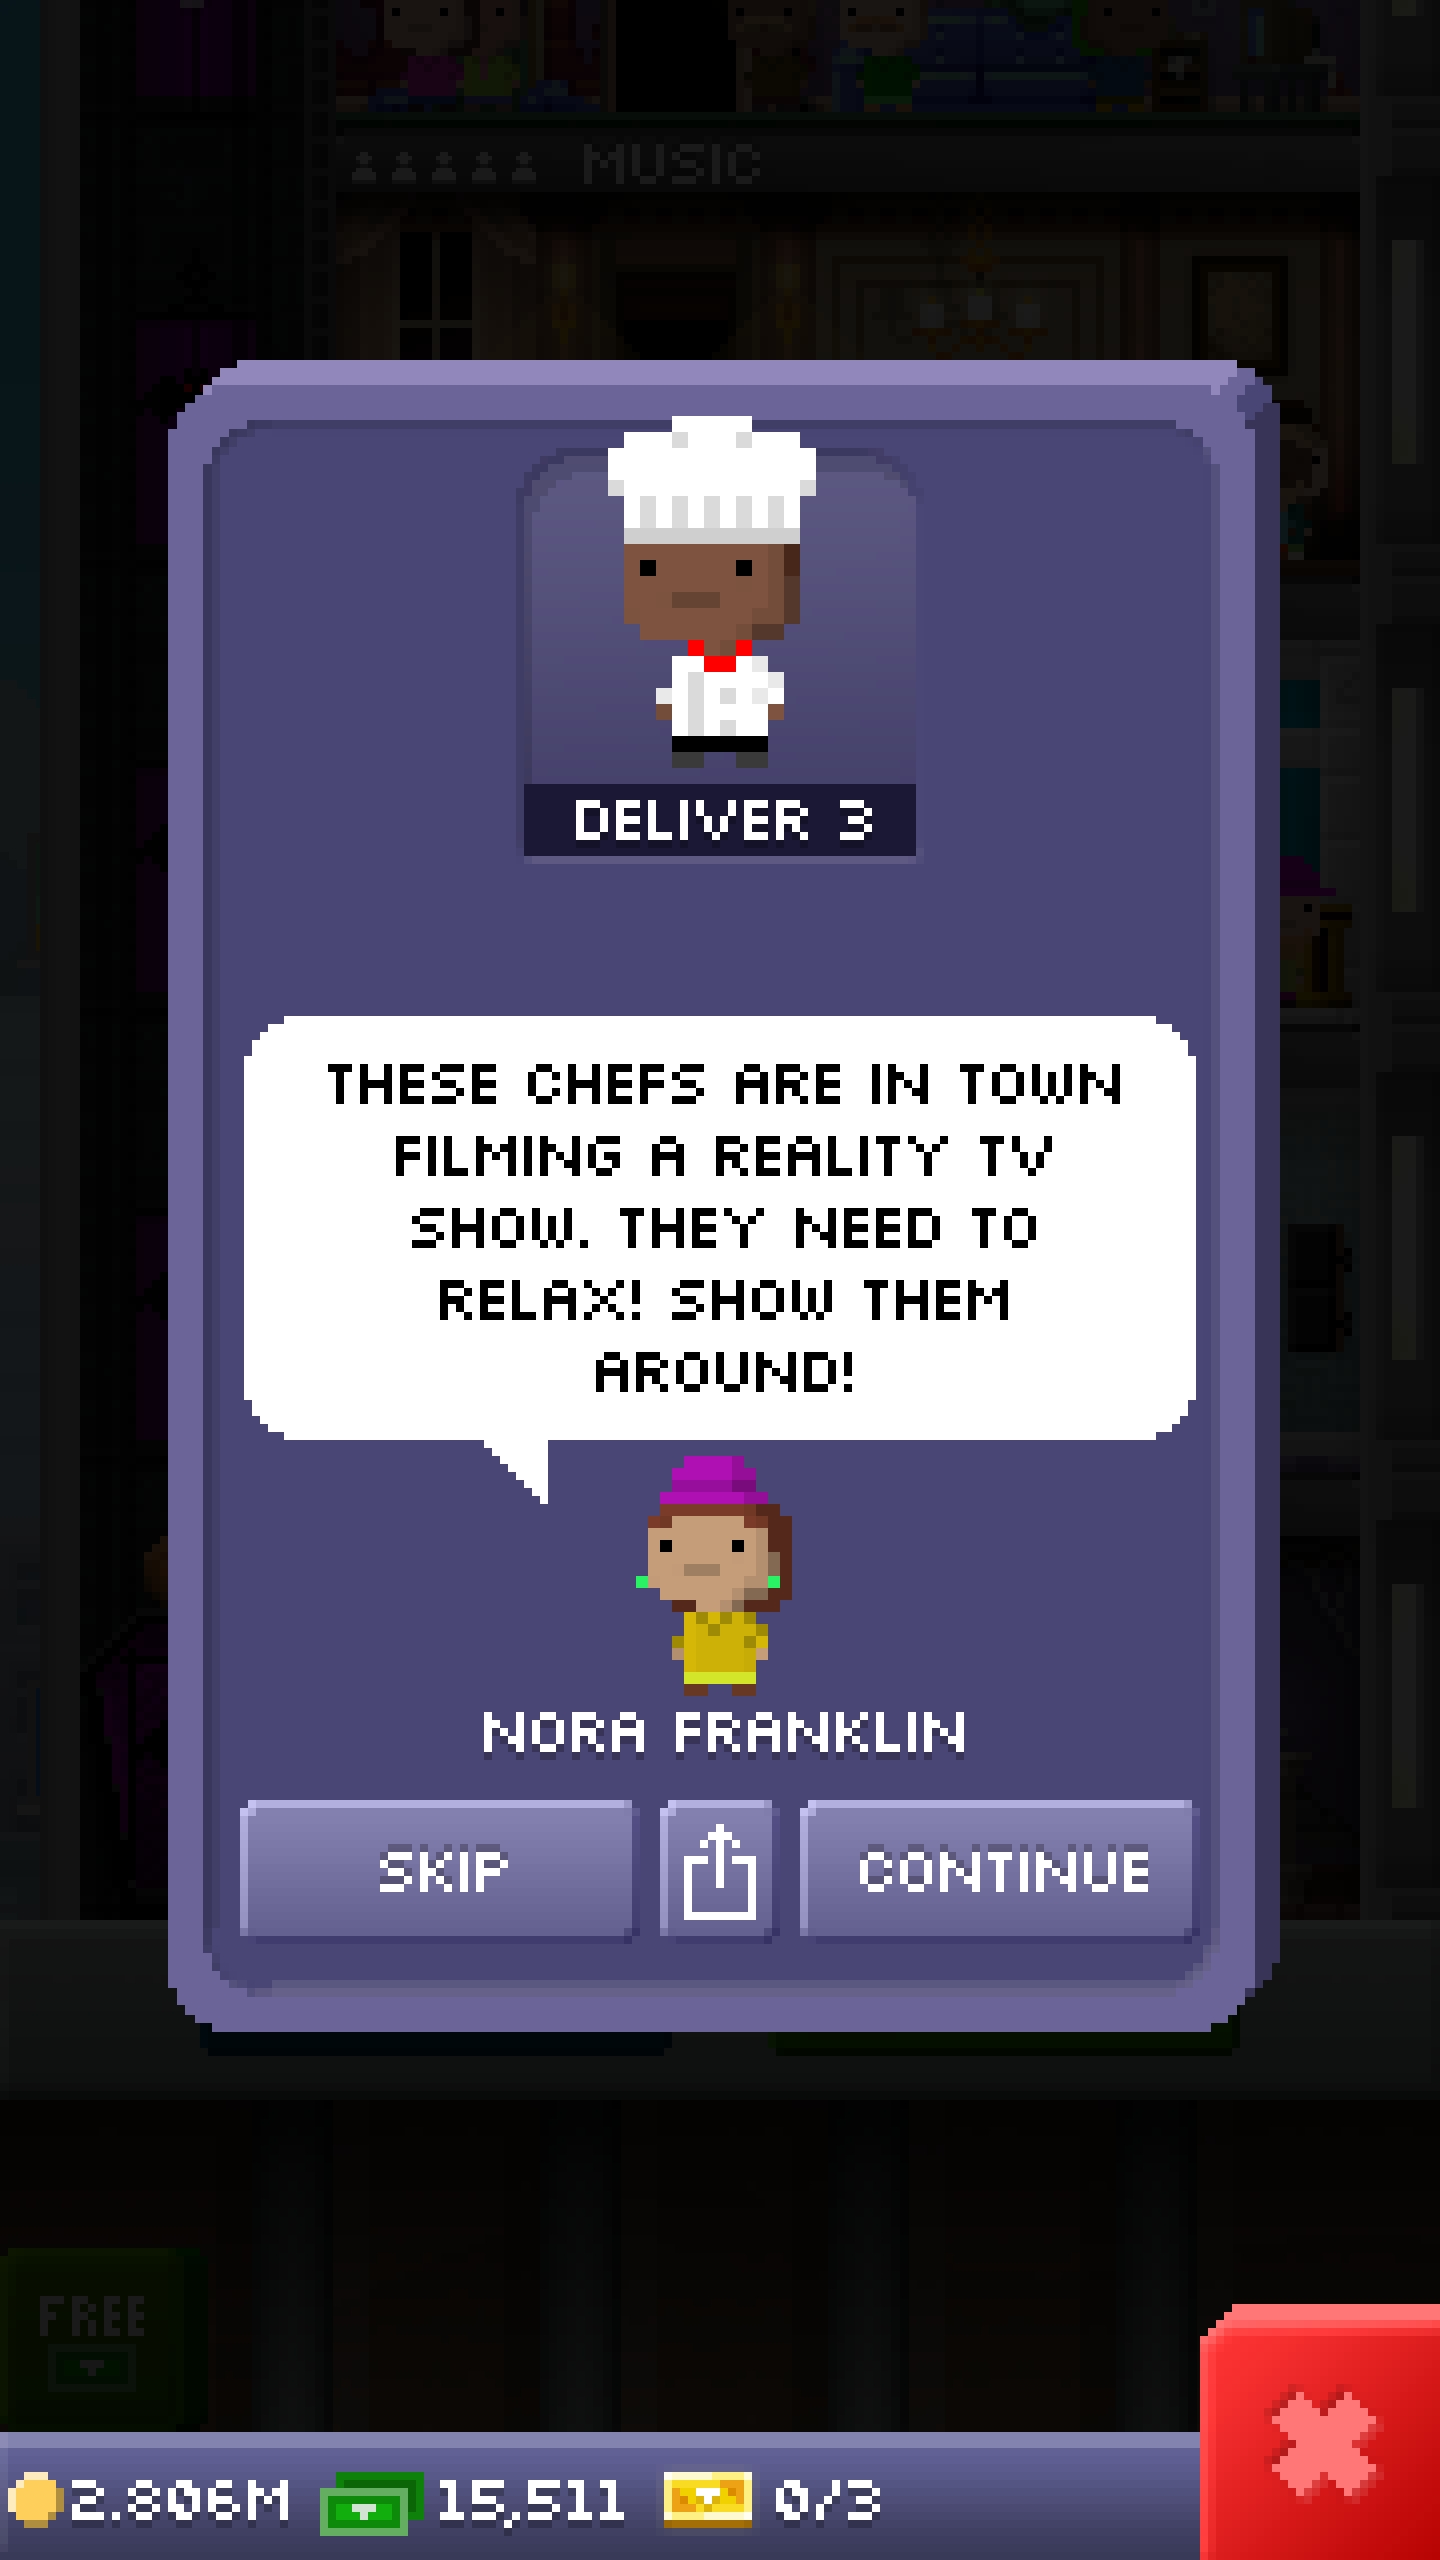 MUSIC
DELIVER 3
THESE CHEFS ARE IN TOWN
FILMING A REALITY TV
SHOW. THEY NEED TO
RELAX! SHOW THEM
AROUND!
NORA FRANKLIN
SKIP
CONTINUE
FREE
2.806M 15,511 0/3